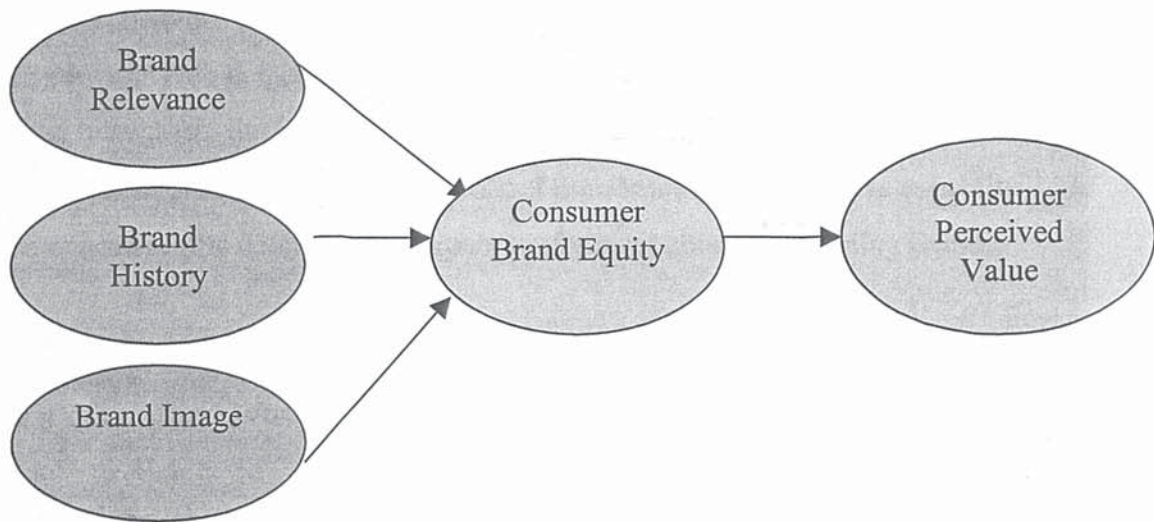 Brand
Relevance
Brand
History
Brand Image
Consumer
Brand Equity
Consumer
Perceived
Value